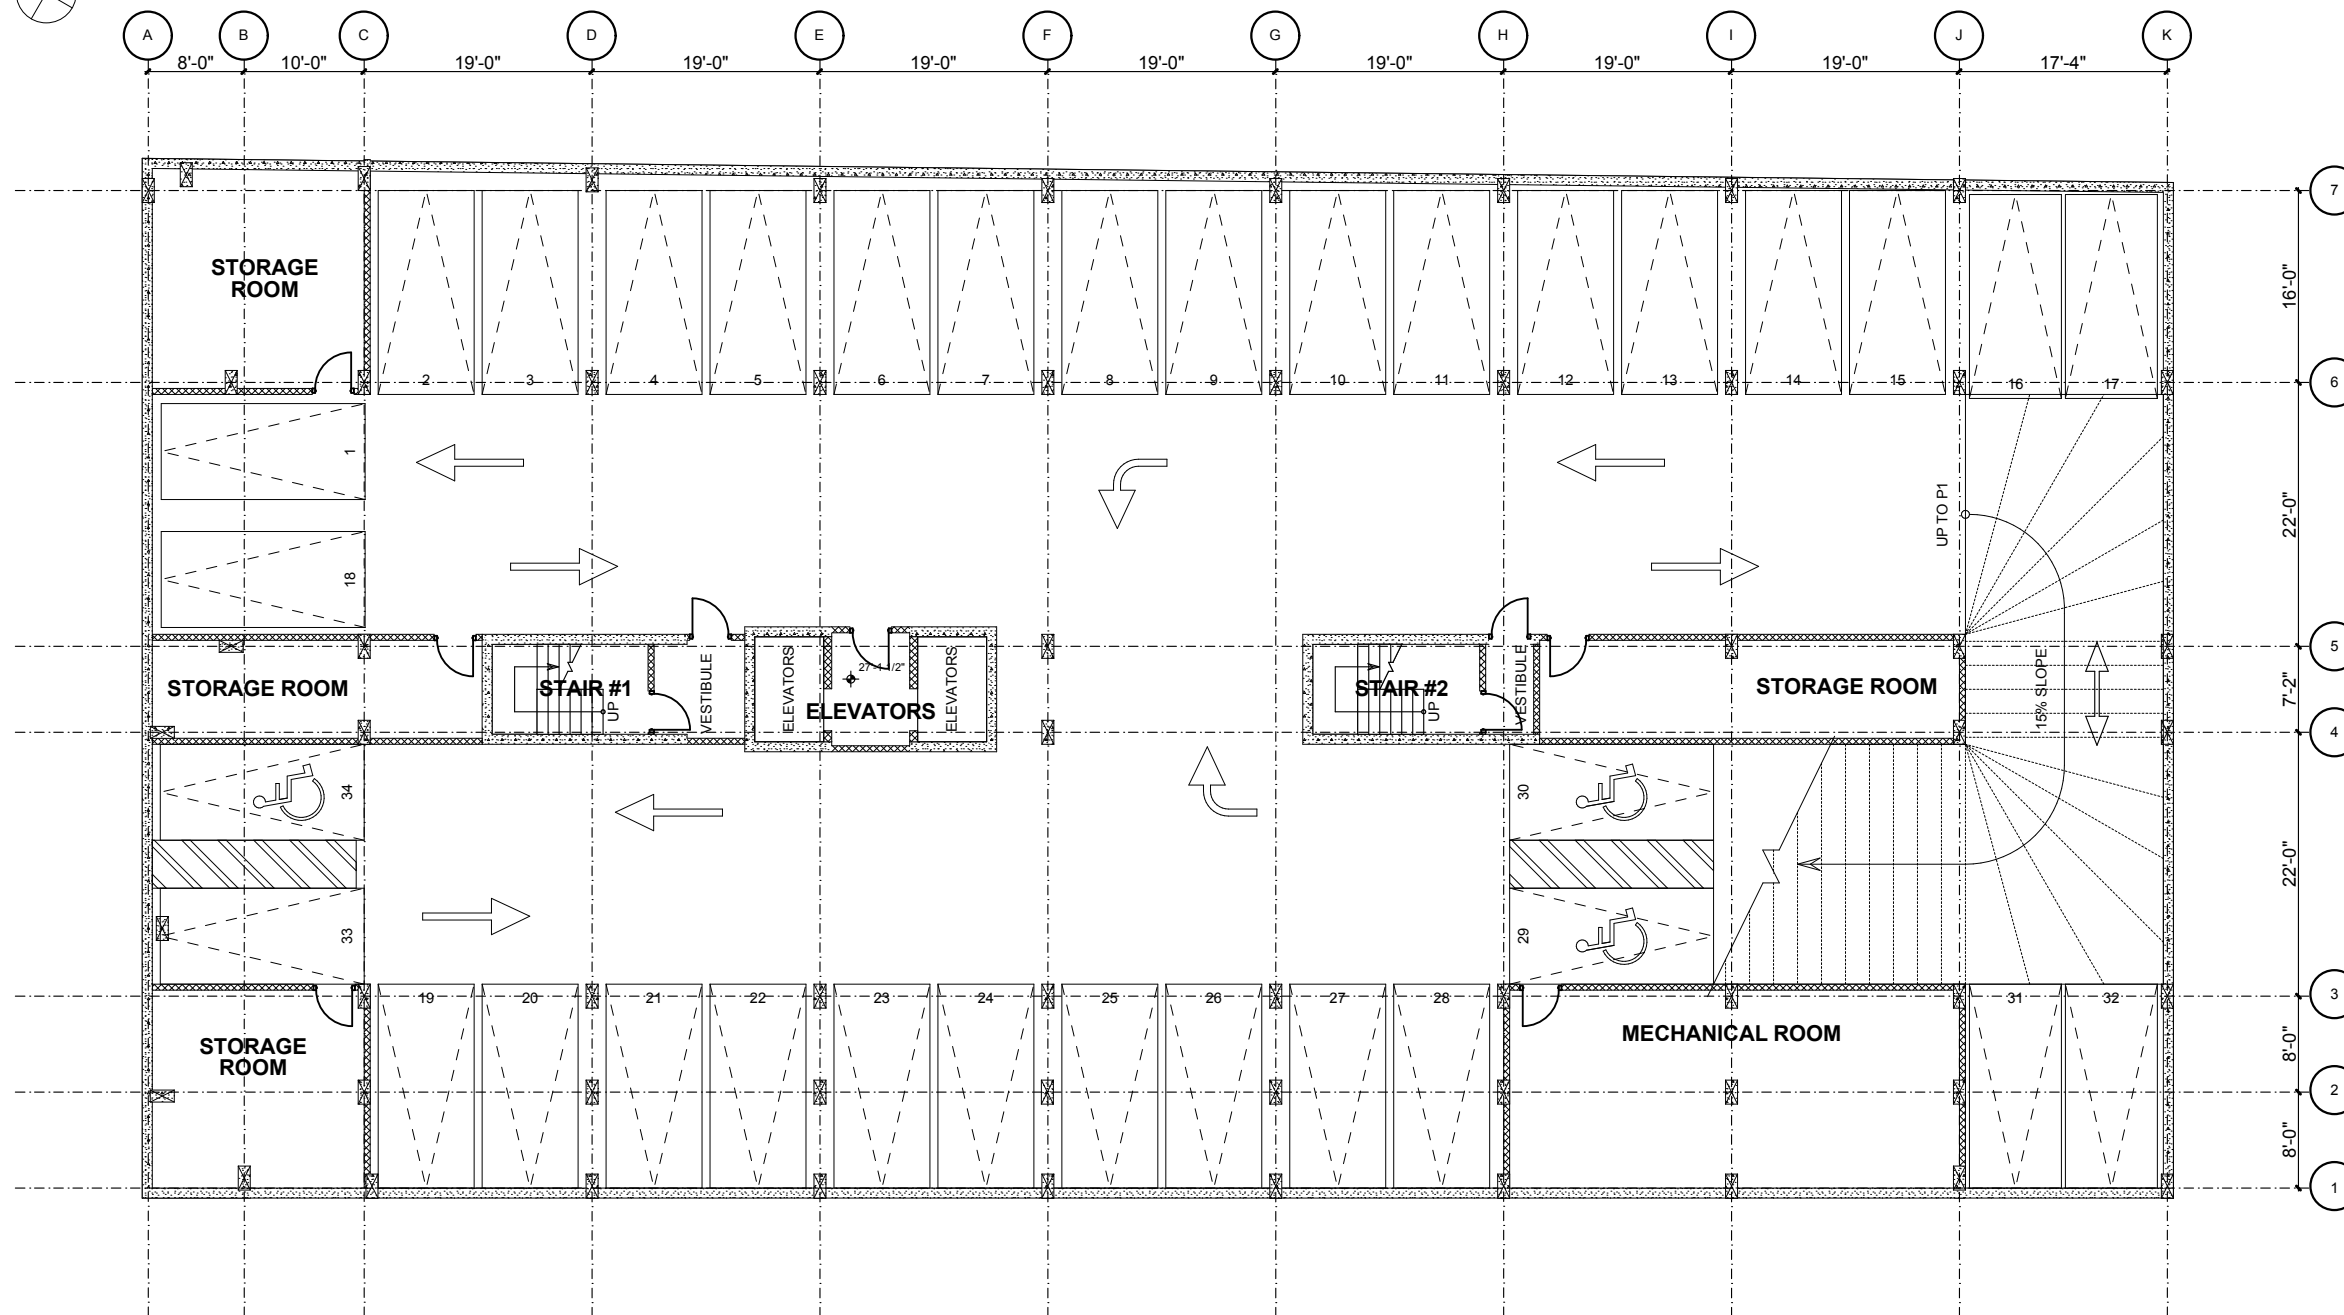 A B C D E F G H I J K
8'-0" 10'-0" 19'-0" 19'-0" 19'-0" 19'-0" 19'-0" 19'-0" 19'-0" 17'-4"
7
STORAGE
ROOM
16'-0"
2 3 4 5 6 7 8 9 10 11 12 13 14 15 16 17
6
1
UP TO P1
22'-0"
18
5
STORAGE ROOM
STAIR #1
UP
VESTIBULE
ELEVATORS
27'-4 1/2"
ELEVATORS
ELEVATORS
STAIR #2
UP
VESTIBULE
STORAGE ROOM
15% SLOPE
7'-2"
4
34
30
22'-0"
33
29
19 20 21 22 23 24 25 26 27 28 31 32
3
STORAGE
ROOM
MECHANICAL ROOM
8'-0"
2
8'-0"
1